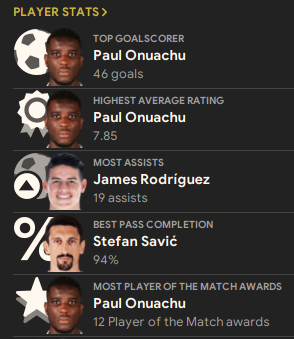 PLAYER STATS >
TOP GOALSCORER
Paul Onuachu
46 goals
HIGHEST AVERAGE RATING
Paul Onuachu
7.85
MOST ASSISTS
James Rodríguez
19 assists
%
BEST PASS COMPLETION
Stefan Savić
94%
MOST PLAYER OF THE MATCH AWARDS
Paul Onuachu
12 Player of the Match awards